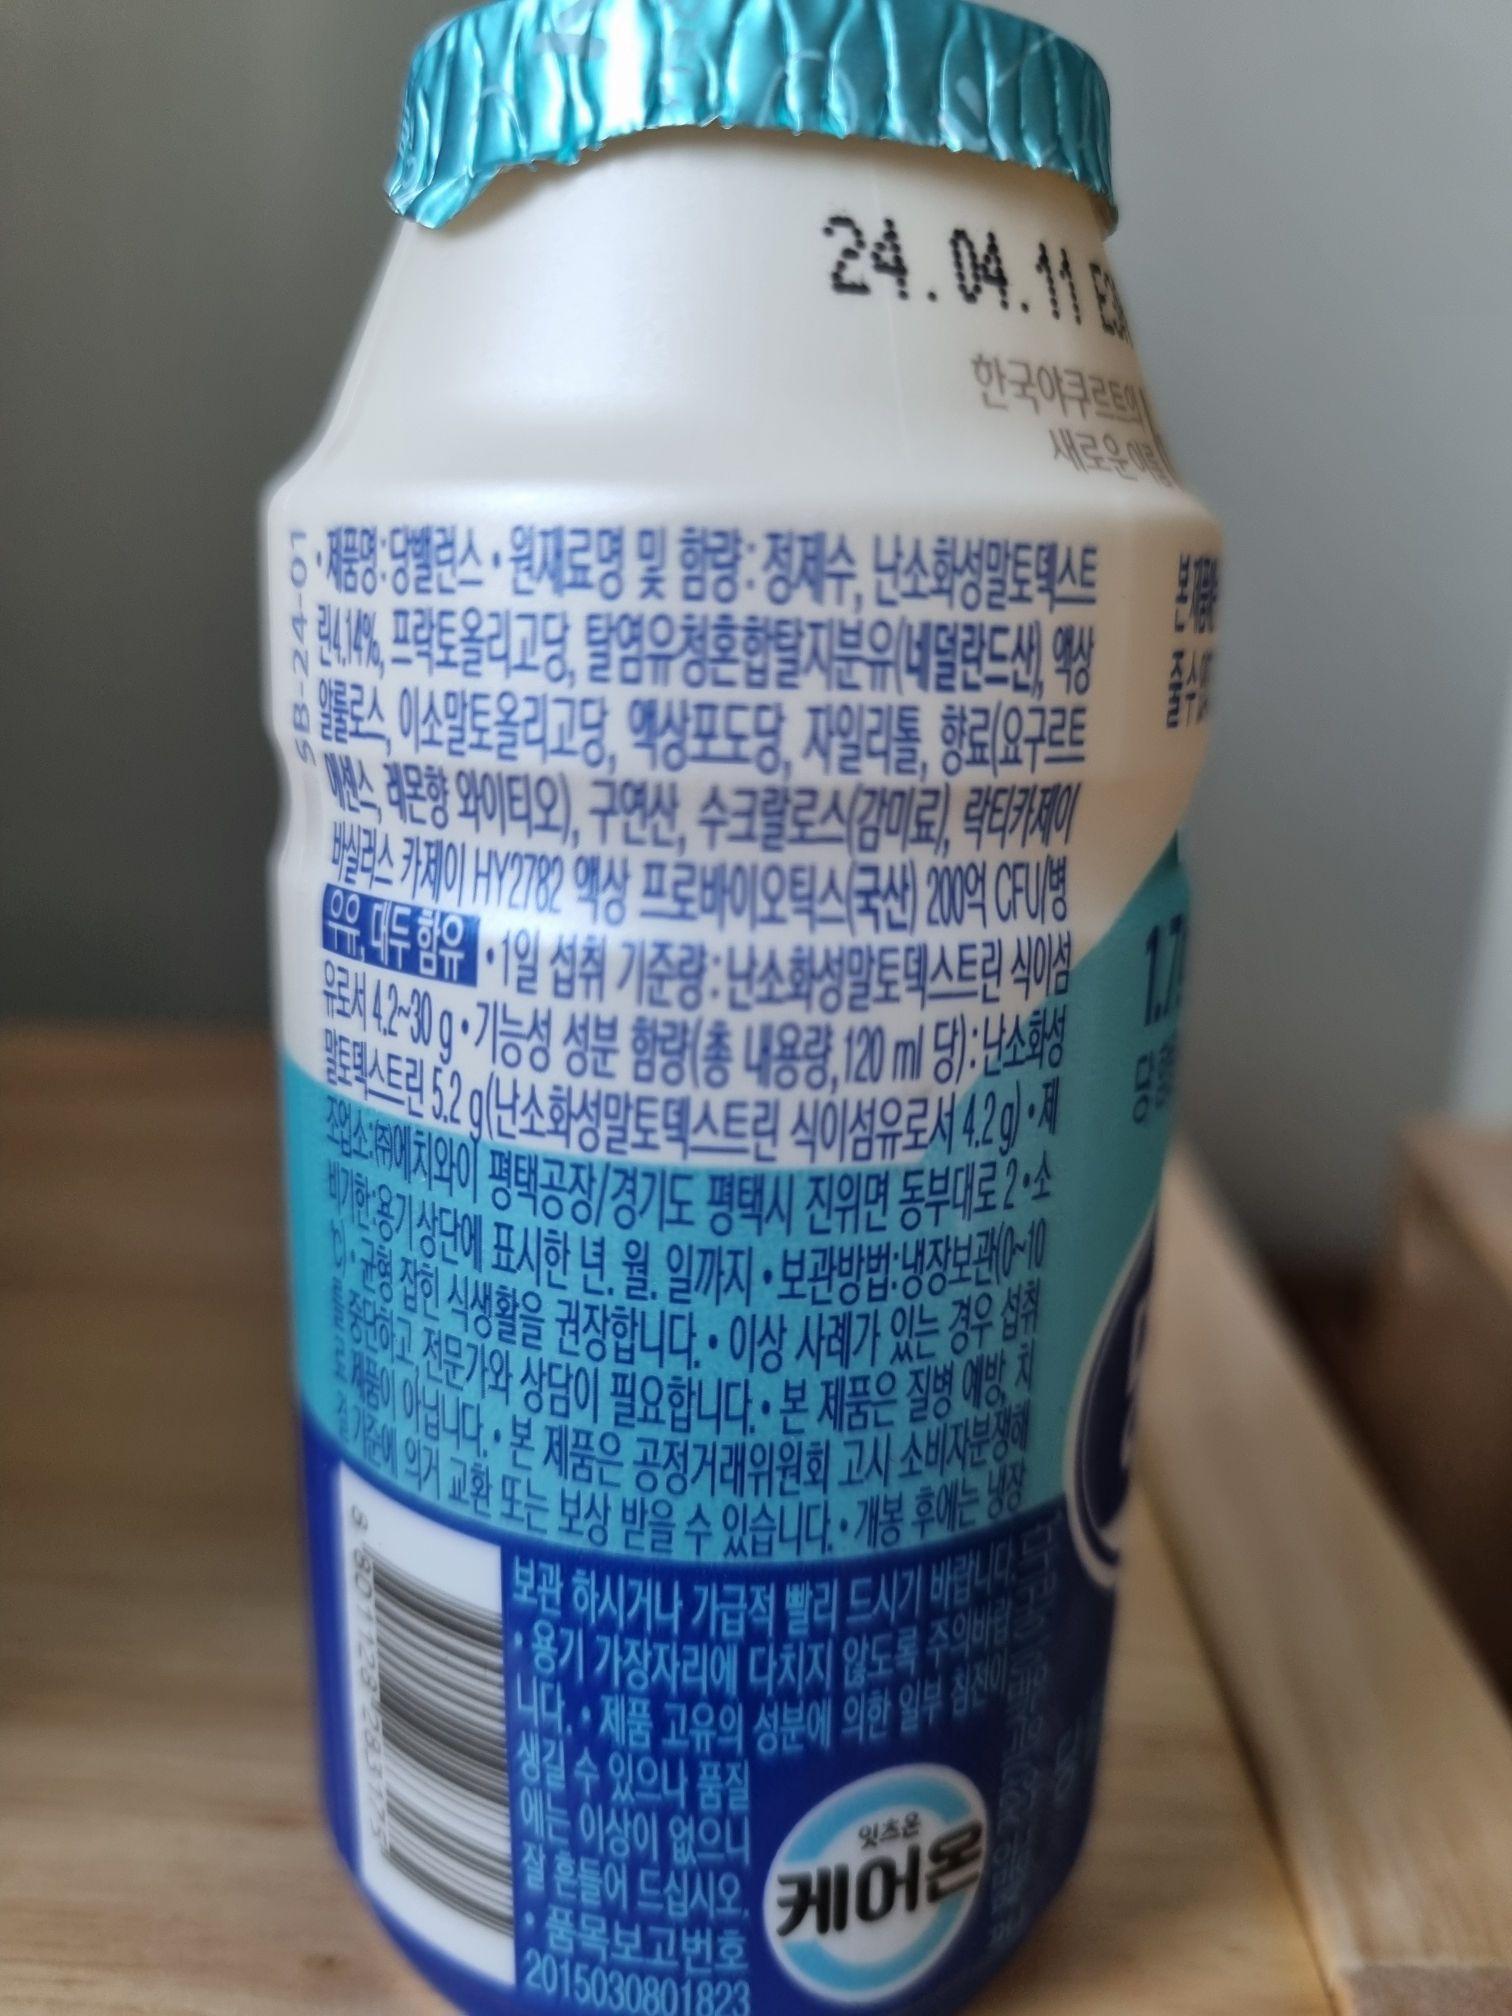 24.04.11
한국야쿠르트의
새로운
SB-24-01
•제품명:당밸런스•원재료명 및 함량:정제수, 난소화성말토덱스트
린4.14%, 프락토올리고당, 탈염유청혼합탈지분유(네덜란드산), 액상
알룰로스, 이소말토올리고당, 액상포도당, 자일리톨, 향료(요구르트
에센스, 레몬향 와이티오), 구연산, 수크랄로스(감미료), 락티카제이
바실러스 카제이 HY2782 액상 프로바이오틱스(국산) 200억 CFU/병
우유, 대두 함유 •1일 섭취 기준량:난소화성말토덱스트린 식이섬
유로서 4.2~30 g•기능성 성분 함량(총 내용량, 120 ml 당):난소화성
말토덱스트린 5.2 g(난소화성말토덱스트린 식이섬유로서 4.2g)•제
조업소:㈜에치와이 평택공장/경기도 평택시 진위면 동부대로 2•소
비기한:용기상단에 표시한 년. 월. 일까지•보관방법:냉장보관(0~10
℃)•균형 잡힌 식생활을 권장합니다.•이상 사례가 있는 경우 섭취
중단하고, 전문가와 상담이 필요합니다.•본 제품은 질병 예방, 치
제품이 아닙니다.•본 제품은 공정거래위원회 고시 소비자분쟁해
기준에 의거 교환 또는 보상 받을 수 있습니다.•개봉 후에는 냉장
보관 하시거나 가급적 빨리 드시기 바랍니다.
•용기 가장자리에 다치지 않도록 주의바랍
니다.•제품 고유의 성분에 의한 일부 침전이
생길 수 있으나 품질
에는 이상이 없으니
잘 흔들어 드십시오.
•품목보고번호
2015030801823
잇츠온
케어온
8 801128 283175